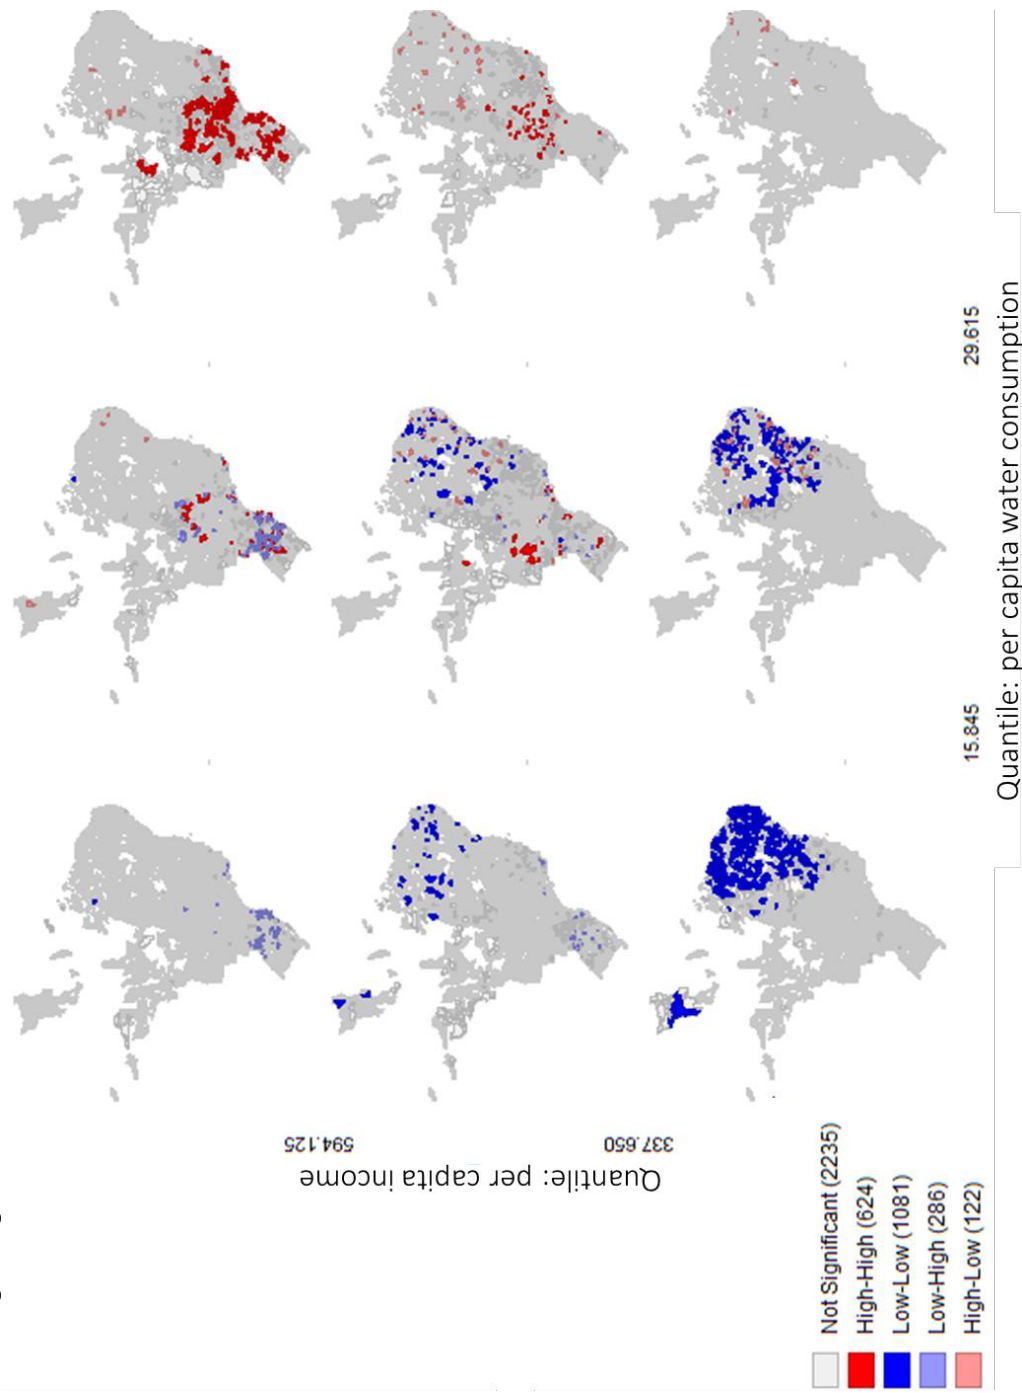 594.125
337.650
Quantile: per capita income
15.845
29.615
Quantile: per capita water consumption
Not Significant (2235)
High-High (624)
Low-Low (1081)
Low-High (286)
High-Low (122)